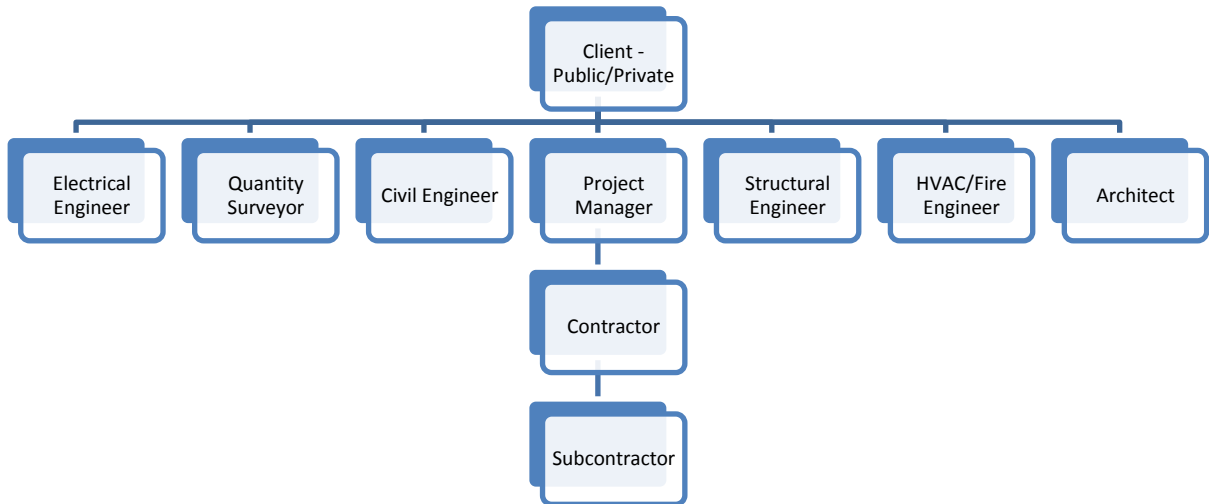 Client -
Public/Private
Electrical
Engineer
Quantity
Surveyor
Civil Engineer
Project
Manager
Structural
Engineer
HVAC/Fire
Engineer
Architect
Contractor
Subcontractor